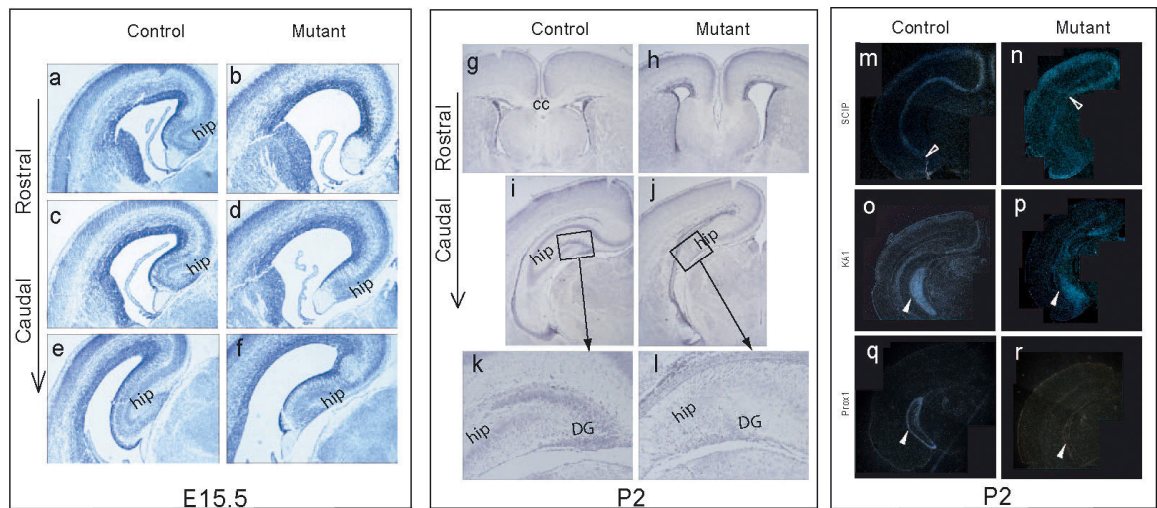 Control Mutant
a b
hip
c d
hip hip
e f
hip hip
Rostral
Caudal
E15.5
Control Mutant
g h
cc
i j
hip hip
k l
hip DG hip DG
Rostral
Caudal
P2
Control Mutant
m n
SCIP
o p
KA1
q r
Prox1
P2